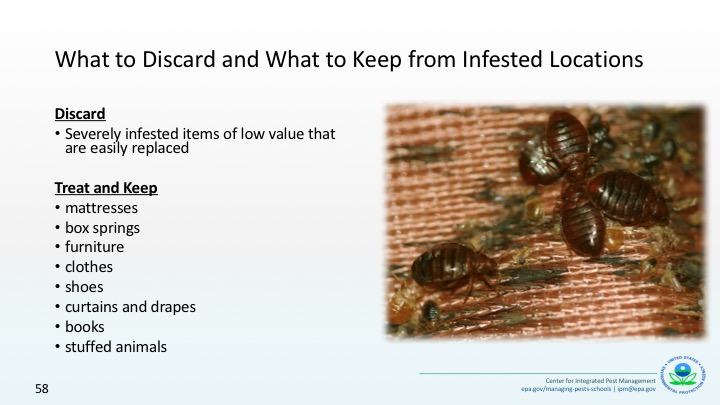 What to Discard and What to Keep from Infested Locations
Discard
• Severely infested items of low value that
are easily replaced
Treat and Keep
• mattresses
• box springs
• furniture
• clothes
• shoes
• curtains and drapes
• books
• stuffed animals
58
Center for Integrated Pest Management
epa.gov/managing-pests-schools | ipm@epa.gov
UNITED STATES